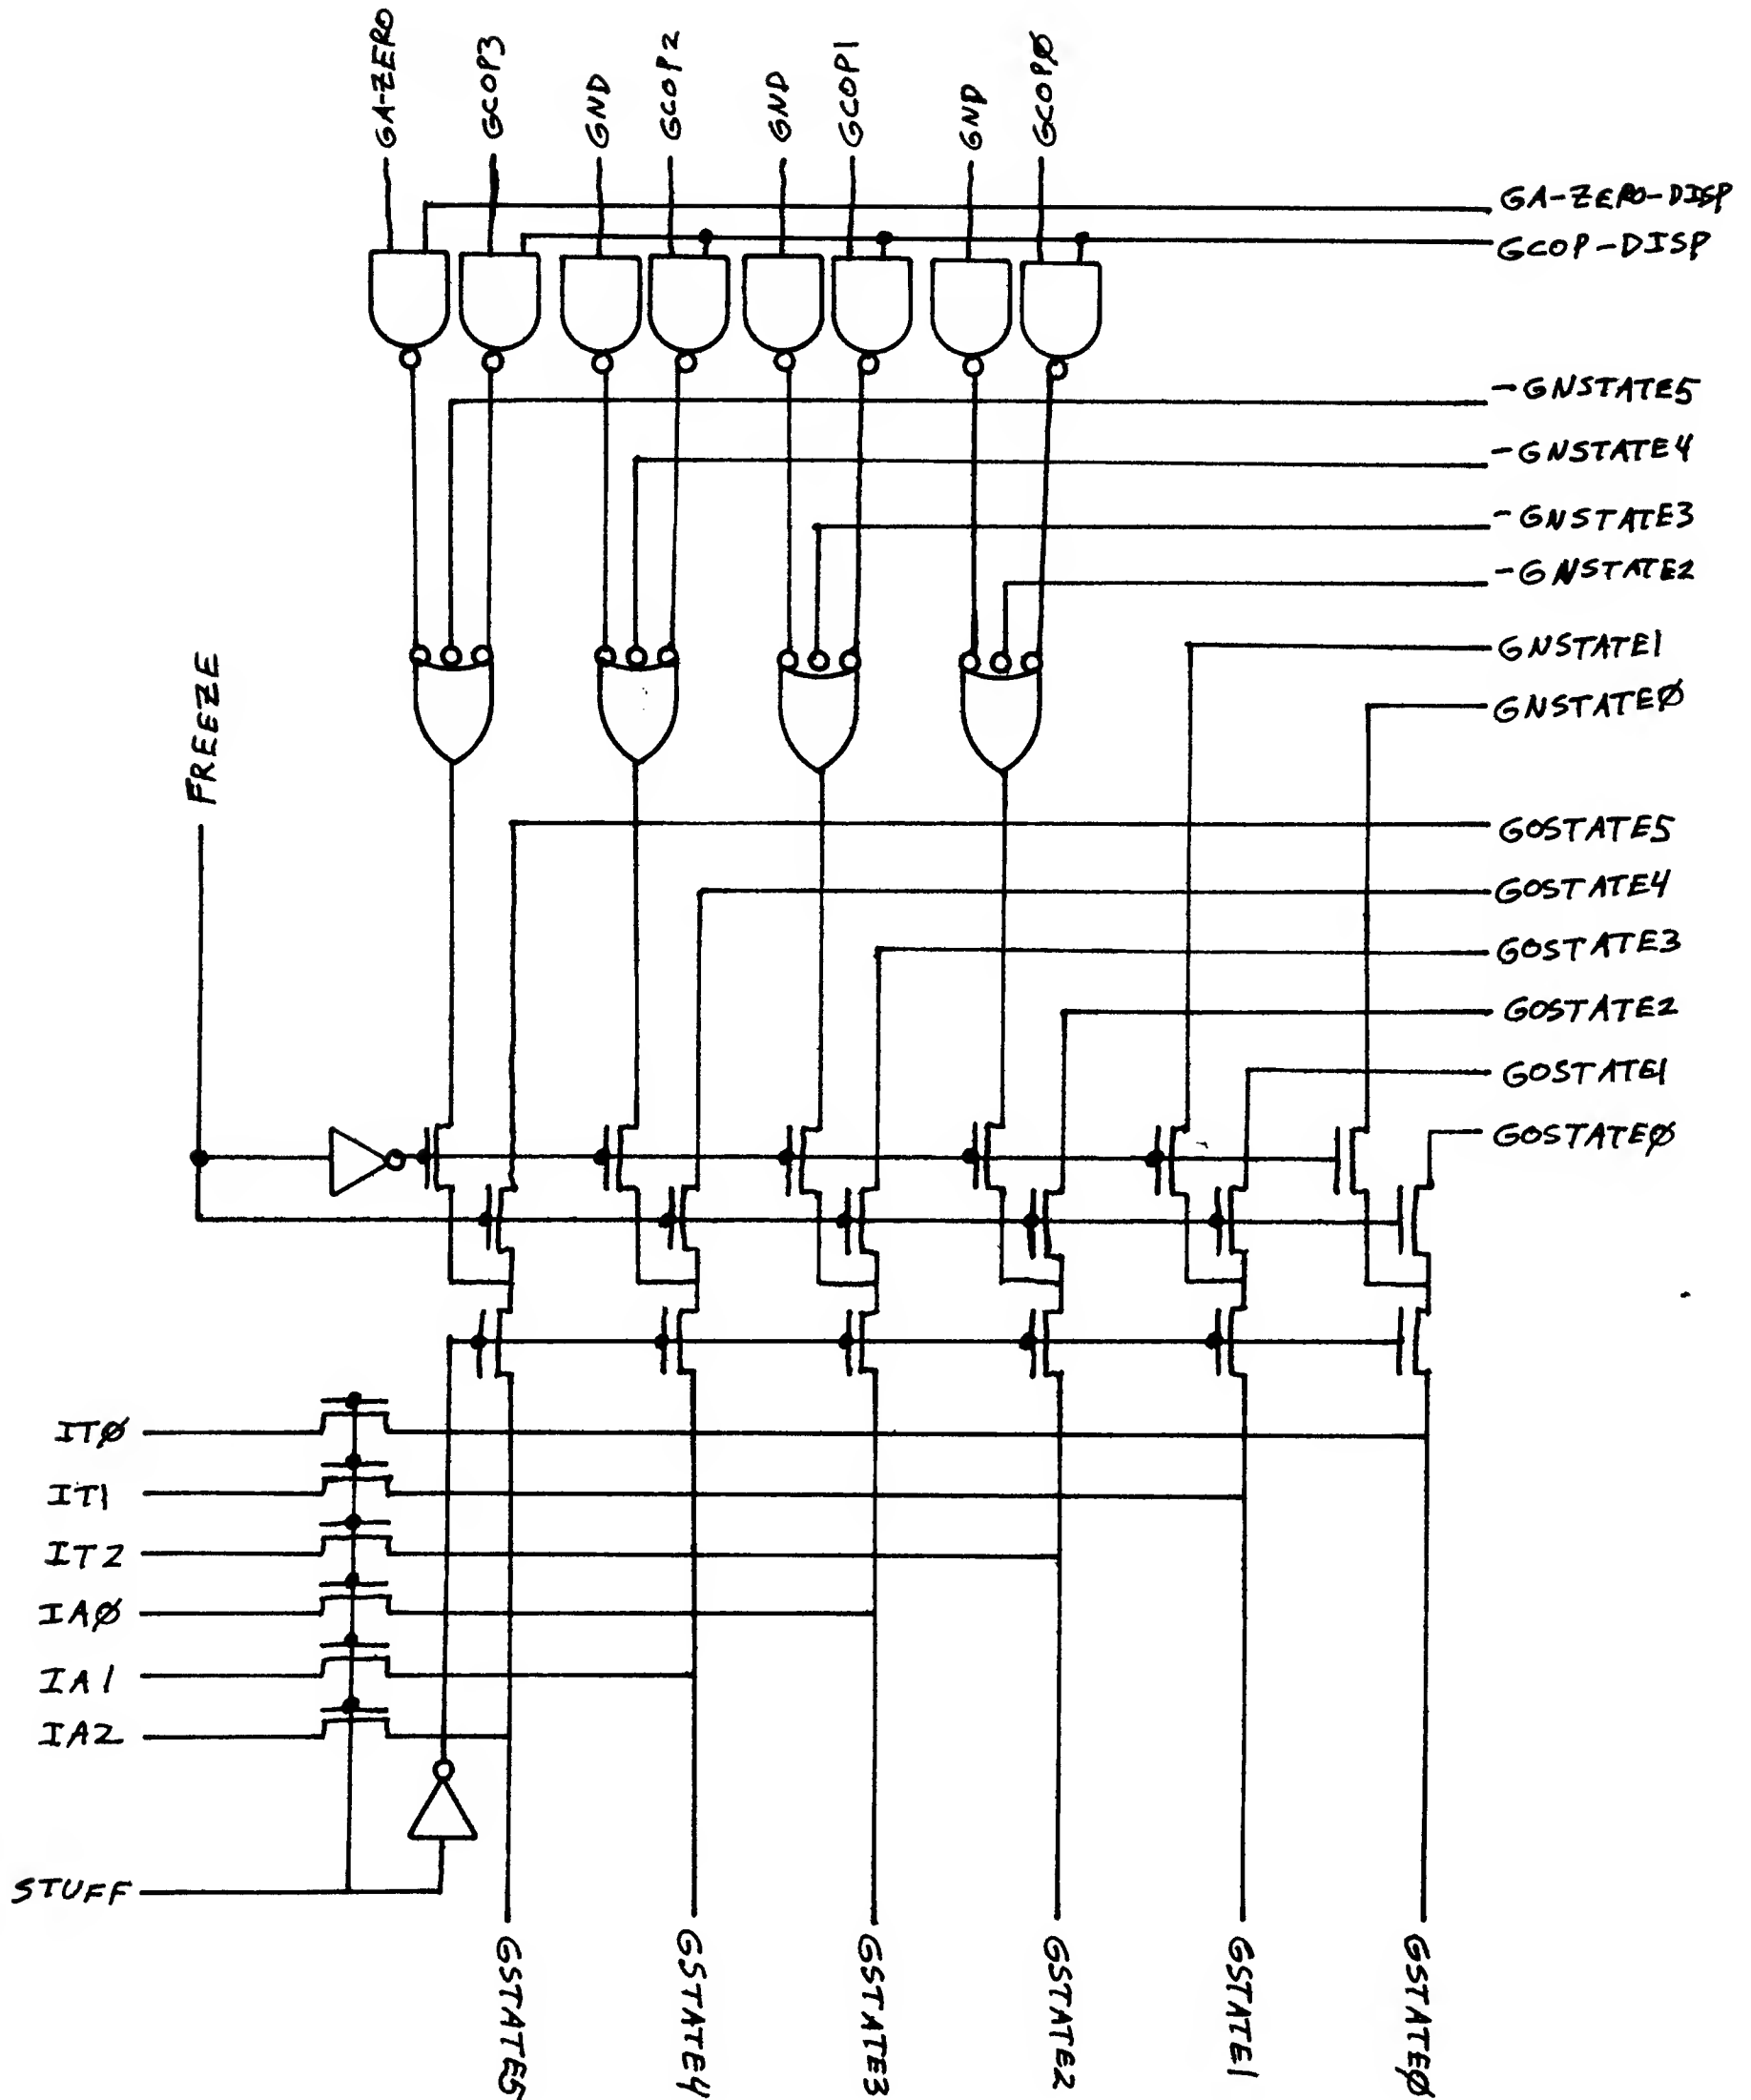 GA-ZERO
GCOP3
GND
GCOP2
GND
GCOP1
GND
GCOPØ
GA-ZERO-DISP
GCOP-DISP
-GNSTATE5
-GNSTATE4
-GNSTATE3
-GNSTATE2
GNSTATE1
GNSTATEØ
FREEZE
GOSTATE5
GOSTATE4
GOSTATE3
GOSTATE2
GOSTATE1
GOSTATEØ
ITØ
IT1
IT2
IAØ
IA1
IA2
STUFF
GSTATE5
GSTATE4
GSTATE3
GSTATE2
GSTATE1
GSTATEØ